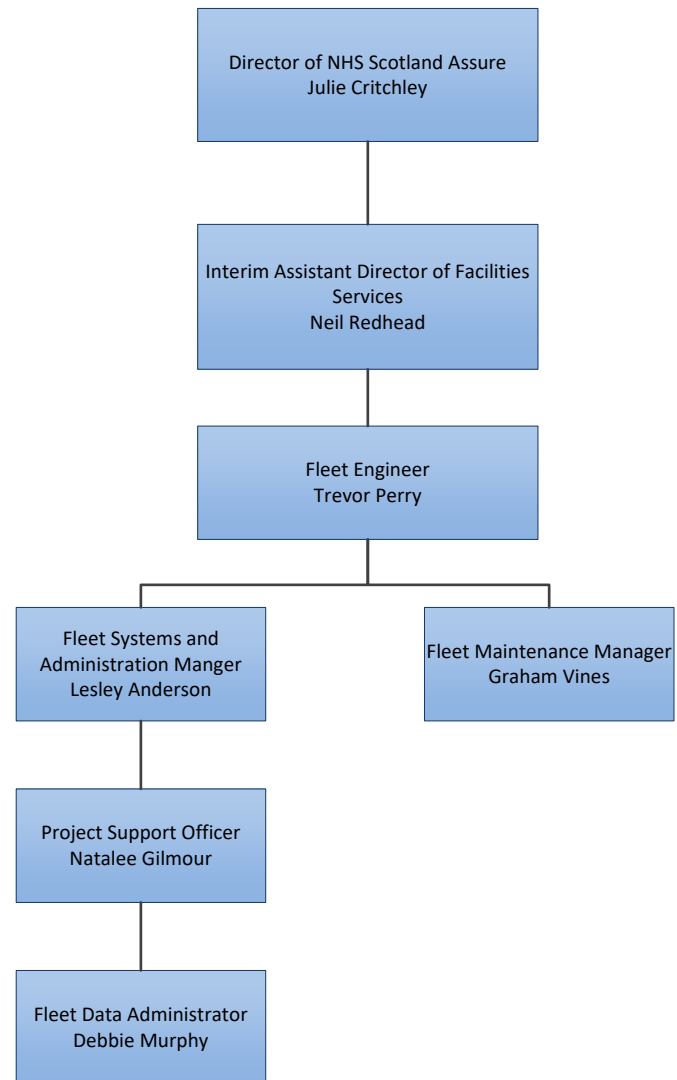 Director of NHS Scotland Assure
Julie Critchley
Interim Assistant Director of Facilities
Services
Neil Redhead
Fleet Engineer
Trevor Perry
Fleet Systems and
Administration Manger
Lesley Anderson
Fleet Maintenance Manager
Graham Vines
Project Support Officer
Natalee Gilmour
Fleet Data Administrator
Debbie Murphy